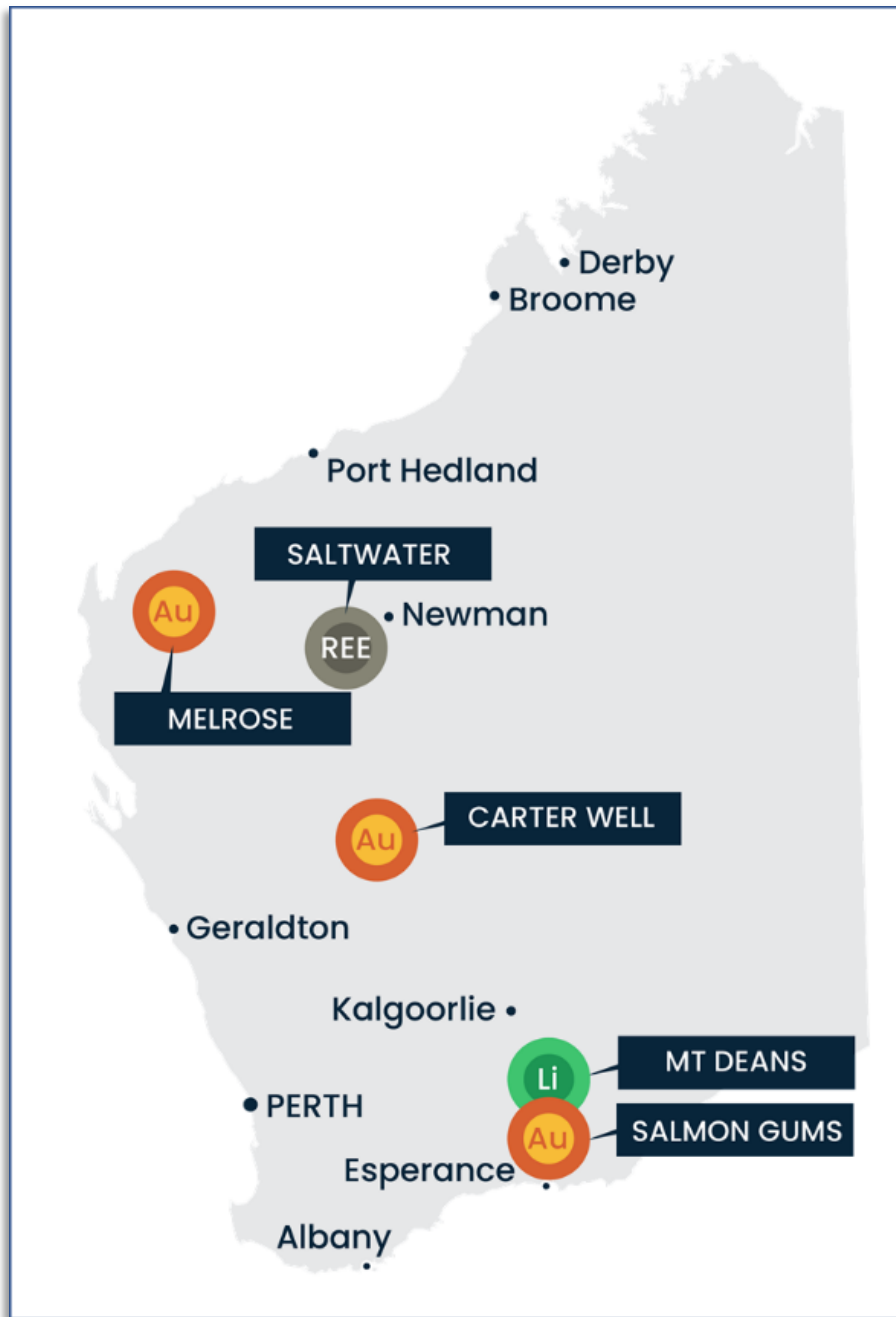 Derby
Broome
Port Hedland
SALTWATER
Au
Newman
REE
MELROSE
CARTER WELL
Au
Geraldton
Kalgoorlie
MT DEANS
Li
PERTH
SALMON GUMS
Au
Esperance
Albany